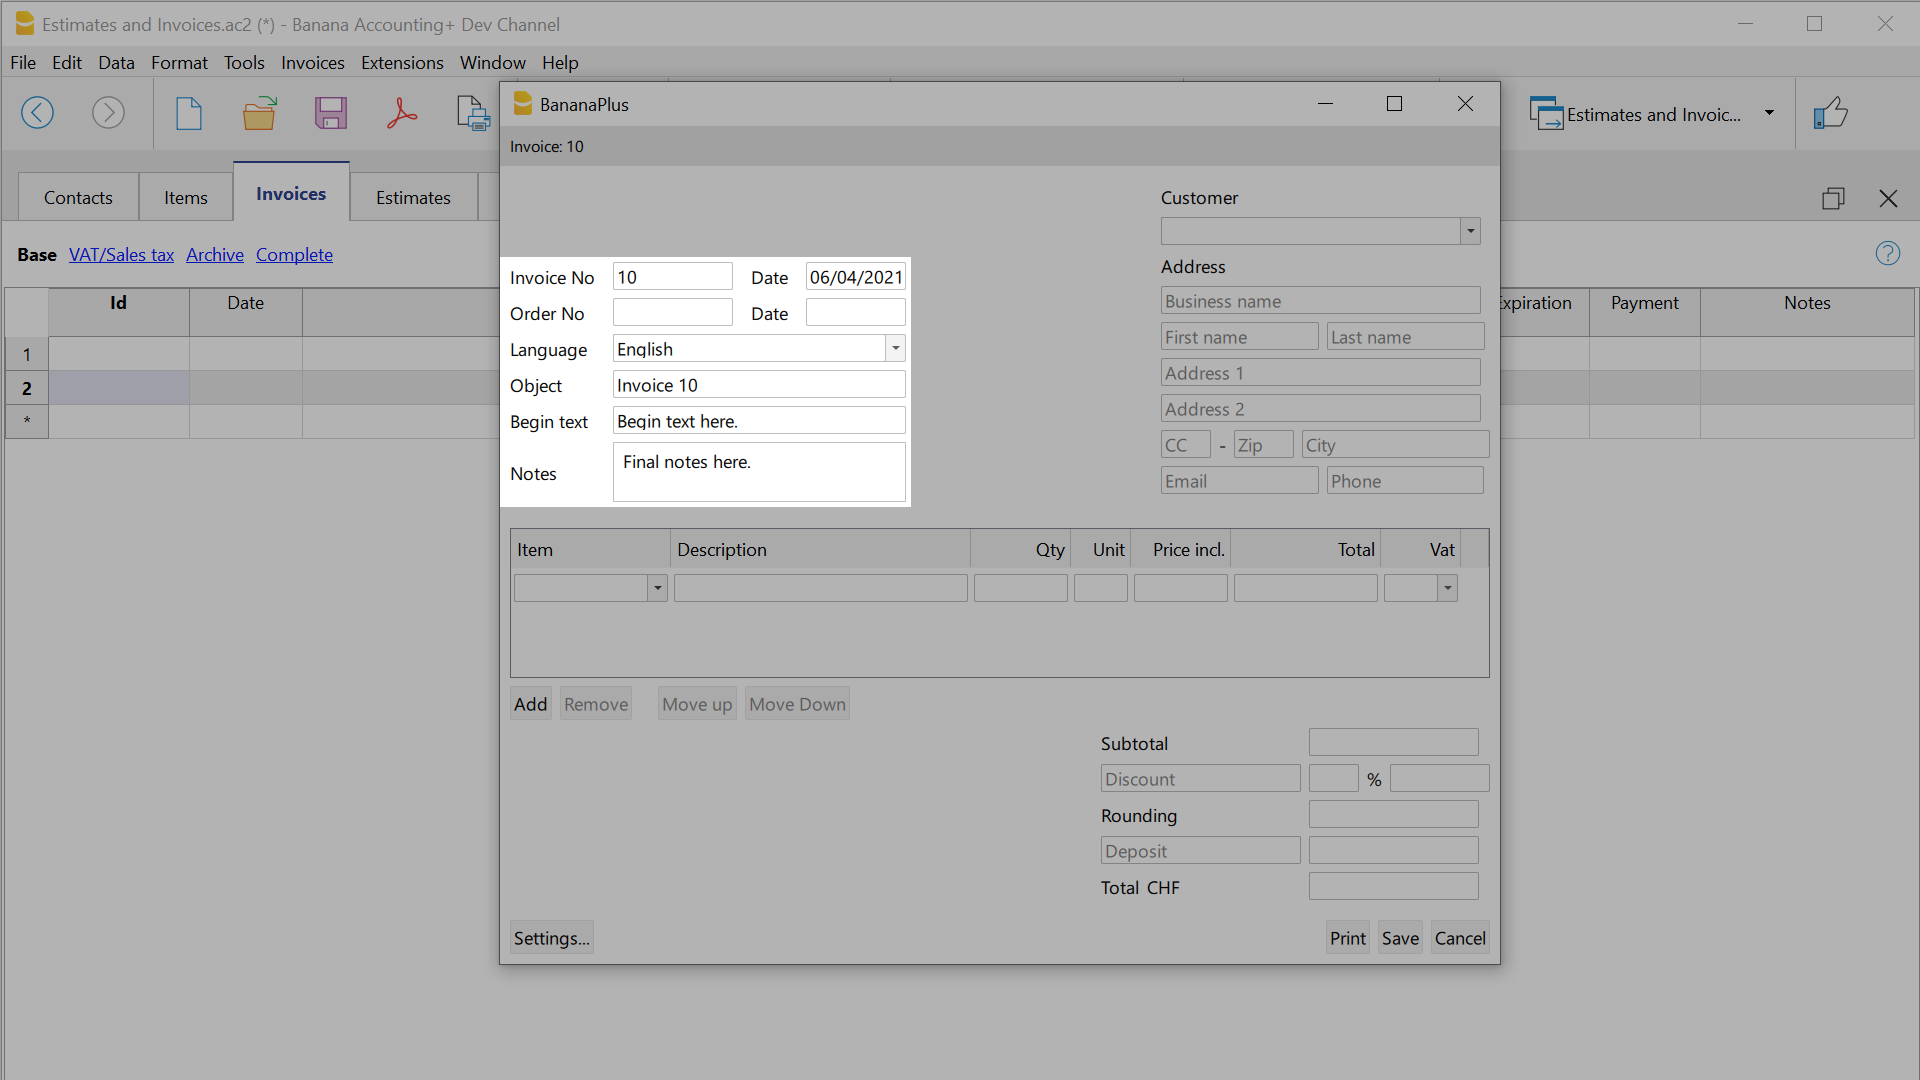 Estimates and Invoices.ac2 (*) - Banana Accounting+ Dev Channel
File Edit Data Format Tools Invoices Extensions Window Help
Estimates and Invoic...
Contacts Items Invoices Estimates
Base VAT/Sales tax Archive Complete
Id Date Expiration Payment Notes
1
2
*
BananaPlus
Invoice: 10
Customer
Address
Business name
First name Last name
Address 1
Address 2
CC - Zip City
Email Phone
Invoice No 10 Date 06/04/2021
Order No Date
Language English
Object Invoice 10
Begin text Begin text here.
Notes Final notes here.
Item Description Qty Unit Price incl. Total Vat
Add Remove Move up Move Down
Subtotal
Discount %
Rounding
Deposit
Total CHF
Settings... Print Save Cancel